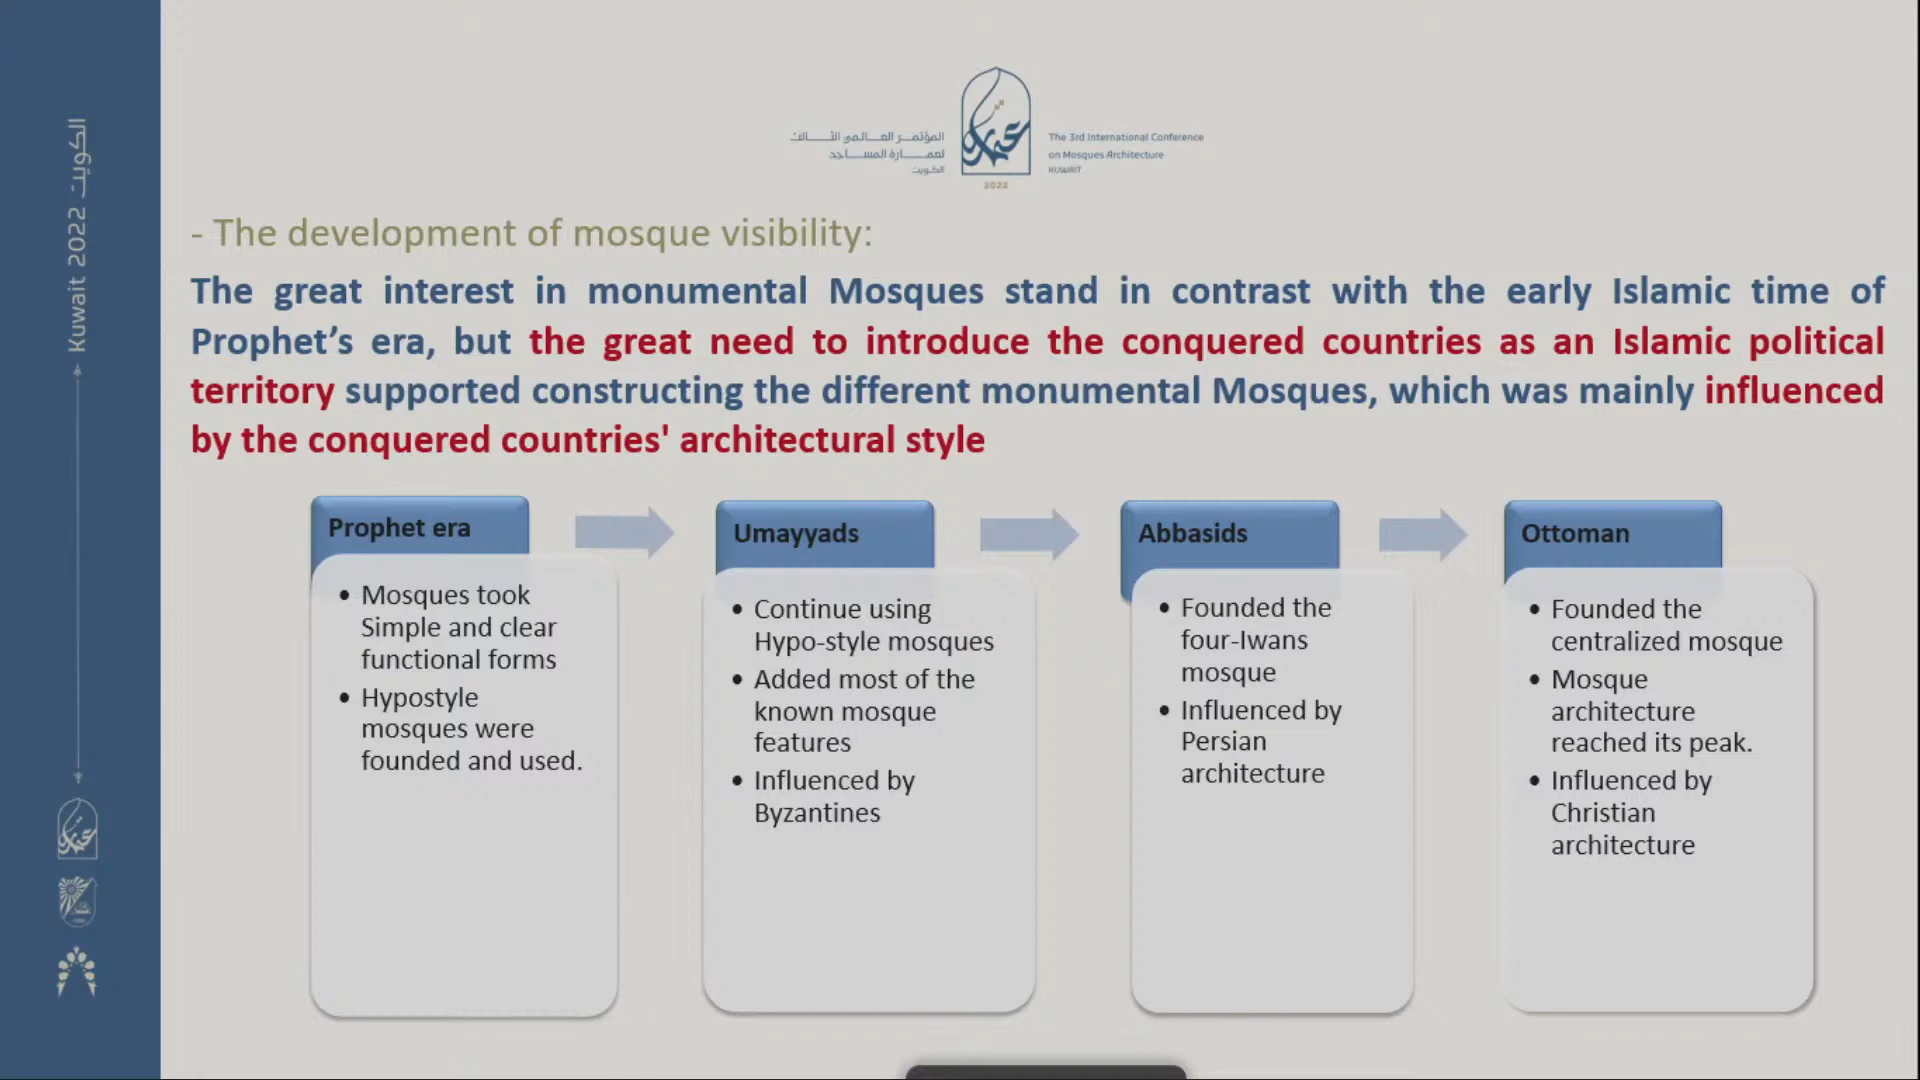 المؤتمـــر العـــالمي الثـــــالث
لعمـــــارة المســــاجد
الكويت
The 3rd International Conference
on Mosques Architecture
KUWAIT
2022
Kuwait 2022 الكويت
- The development of mosque visibility:
The great interest in monumental Mosques stand in contrast with the early Islamic time of
Prophet’s era, but the great need to introduce the conquered countries as an Islamic political
territory supported constructing the different monumental Mosques, which was mainly influenced
by the conquered countries' architectural style
Prophet era
• Mosques took
Simple and clear
functional forms
• Hypostyle
mosques were
founded and used.
Umayyads
• Continue using
Hypo-style mosques
• Added most of the
known mosque
features
• Influenced by
Byzantines
Abbasids
• Founded the
four-Iwans
mosque
• Influenced by
Persian
architecture
Ottoman
• Founded the
centralized mosque
• Mosque
architecture
reached its peak.
• Influenced by
Christian
architecture